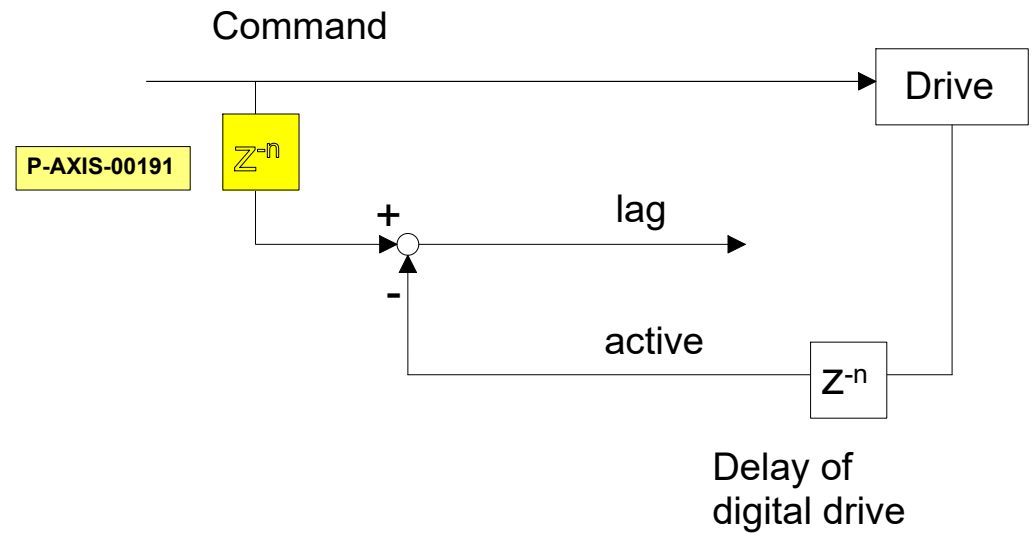 Command
Drive
P-AXIS-00191
Z⁻ⁿ
+
lag
-
active
Z⁻ⁿ
Delay of
digital drive